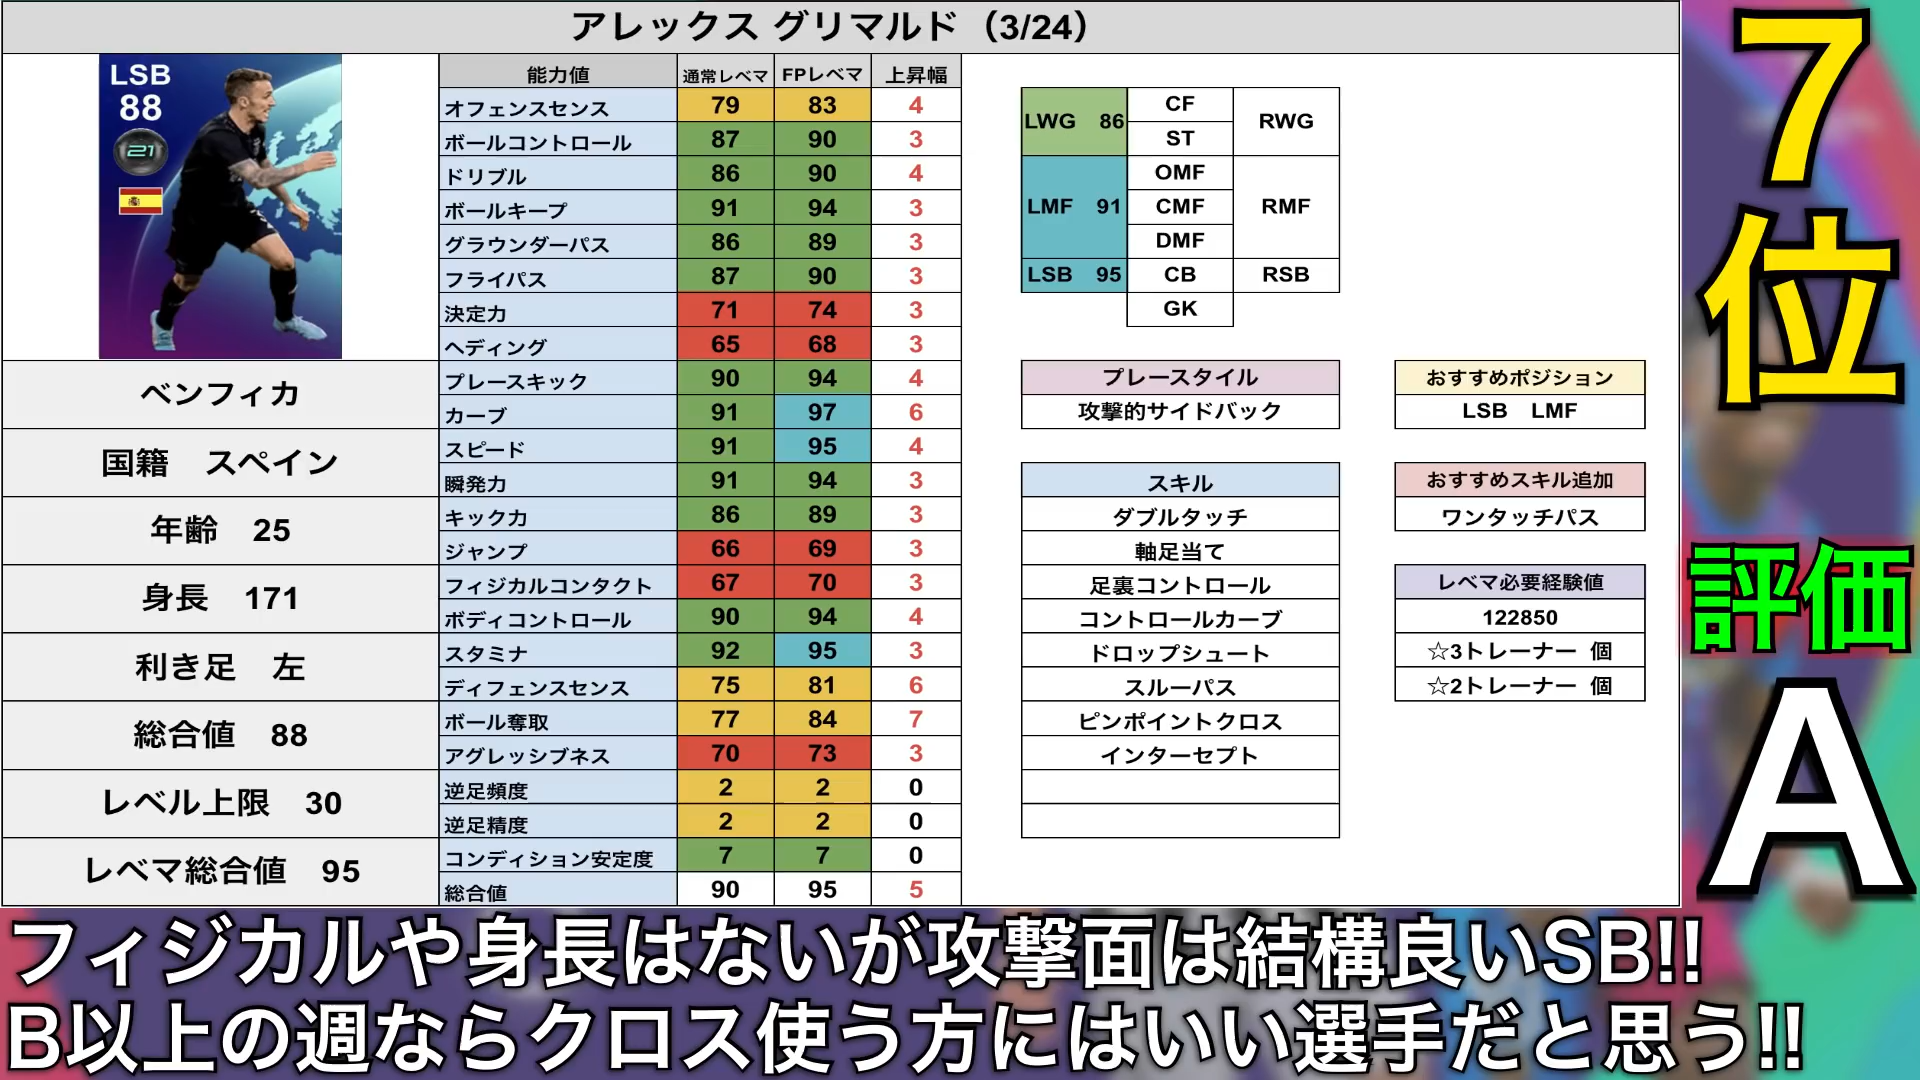 アレックス グリマルド（3/24）
LSB
88
21
ベンフィカ
国籍 スペイン
年齢 25
身長 171
利き足 左
総合値 88
レベル上限 30
レベマ総合値 95
能力値 通常レベマ FPレベマ 上昇幅
オフェンスセンス 79 83 4
ボールコントロール 87 90 3
ドリブル 86 90 4
ボールキープ 91 94 3
グラウンダーパス 86 89 3
フライパス 87 90 3
決定力 71 74 3
ヘディング 65 68 3
プレースキック 90 94 4
カーブ 91 97 6
スピード 91 95 4
瞬発力 91 94 3
キック力 86 89 3
ジャンプ 66 69 3
フィジカルコンタクト 67 70 3
ボディコントロール 90 94 4
スタミナ 92 95 3
ディフェンスセンス 75 81 6
ボール奪取 77 84 7
アグレッシブネス 70 73 3
逆足頻度 2 2 0
逆足精度 2 2 0
コンディション安定度 7 7 0
総合値 90 95 5
LWG 86 CF RWG
ST
OMF
LMF 91 CMF RMF
DMF
LSB 95 CB RSB
GK
プレースタイル
攻撃的サイドバック
おすすめポジション
LSB LMF
スキル
ダブルタッチ
軸足当て
足裏コントロール
コントロールカーブ
ドロップシュート
スルーパス
ピンポイントクロス
インターセプト
おすすめスキル追加
ワンタッチパス
レベマ必要経験値
122850
☆3トレーナー 個
☆2トレーナー 個
7位
評価
A
フィジカルや身長はないが攻撃面は結構良いSB!!
B以上の週ならクロス使う方にはいい選手だと思う!!